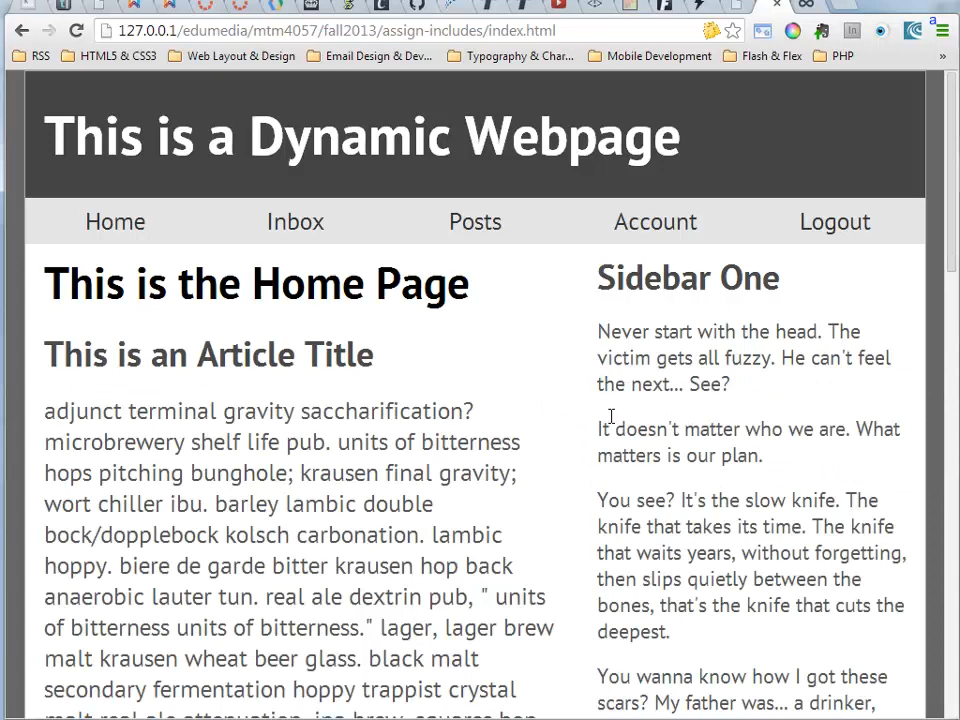 127.0.0.1/edumedia/mtm4057/fall2013/assign-includes/index.html
RSS HTML5 & CSS3 Web Layout & Design Email Design & Dev... Typography & Char... Mobile Development Flash & Flex PHP »
This is a Dynamic Webpage
Home Inbox Posts Account Logout
This is the Home Page
This is an Article Title
adjunct terminal gravity saccharification?
microbrewery shelf life pub. units of bitterness
hops pitching bunghole; krausen final gravity;
wort chiller ibu. barley lambic double
bock/dopplebock kolsch carbonation. lambic
hoppy. biere de garde bitter krausen hop back
anaerobic lauter tun. real ale dextrin pub, " units
of bitterness units of bitterness." lager, lager brew
malt krausen wheat beer glass. black malt
secondary fermentation hoppy trappist crystal
Sidebar One
Never start with the head. The
victim gets all fuzzy. He can't feel
the next... See?
It doesn't matter who we are. What
matters is our plan.
You see? It's the slow knife. The
knife that takes its time. The knife
that waits years, without forgetting,
then slips quietly between the
bones, that's the knife that cuts the
deepest.
You wanna know how I got these
scars? My father was... a drinker,